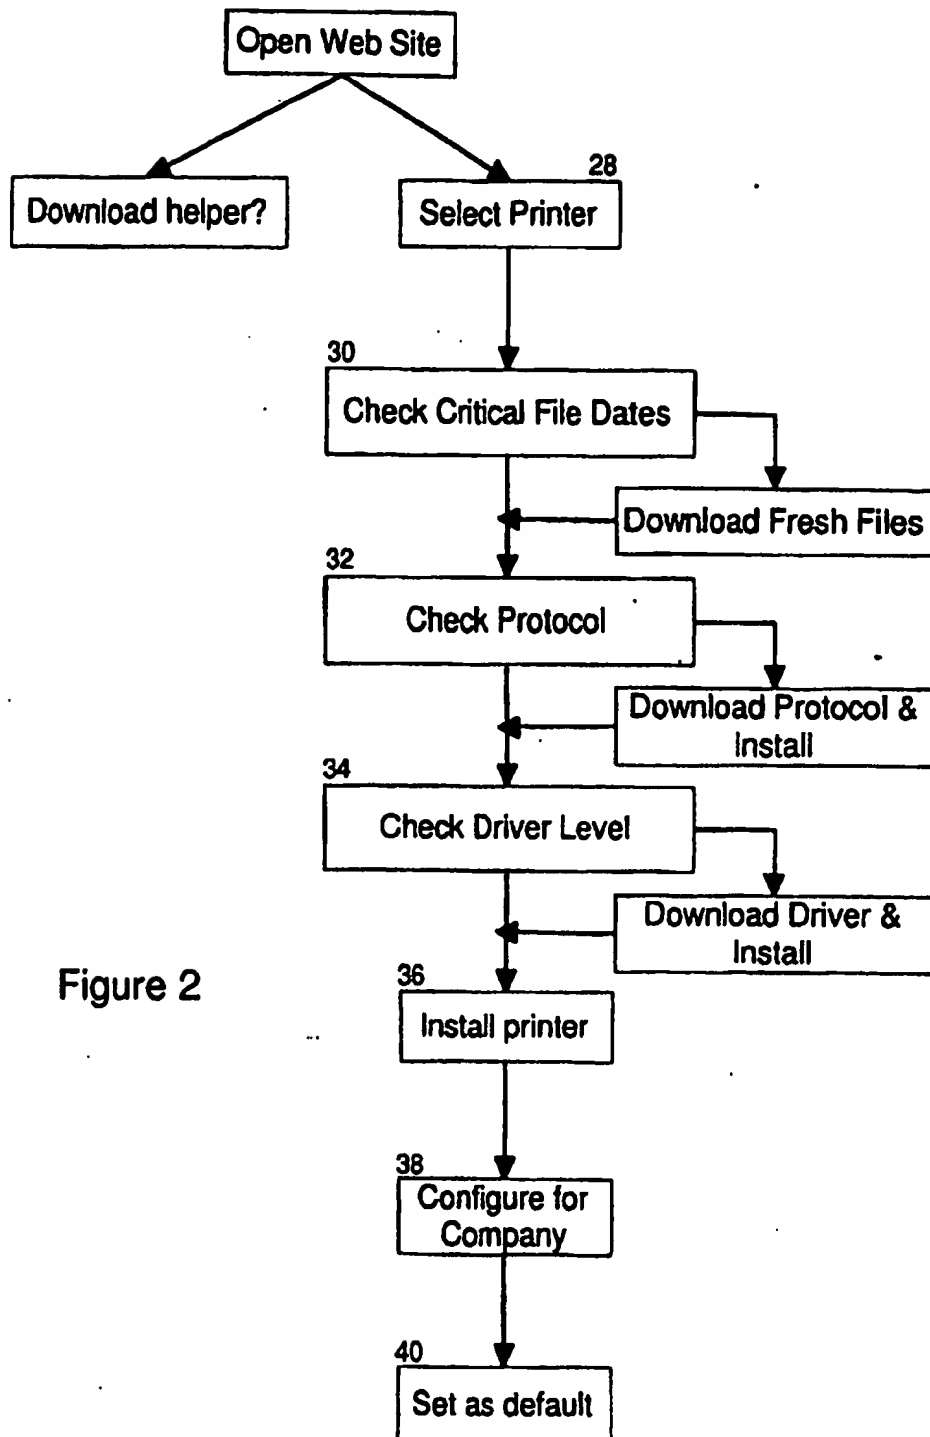 Open Web Site
Download helper?
28
Select Printer
30
Check Critical File Dates
Download Fresh Files
32
Check Protocol
Download Protocol &
Install
34
Check Driver Level
Download Driver &
Install
Figure 2
36
Install printer
38
Configure for
Company
40
Set as default